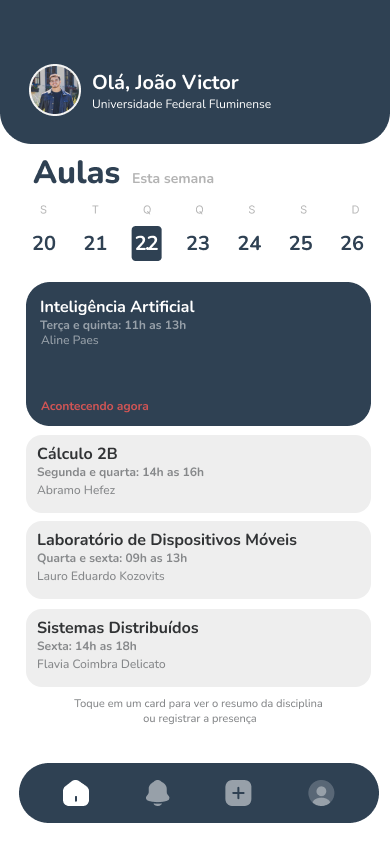 Olá, João Victor
Universidade Federal Fluminense
Aulas Esta semana
S T Q Q S S D
20 21 22 23 24 25 26
Inteligência Artificial
Terça e quinta: 11h as 13h
Aline Paes
Acontecendo agora
Cálculo 2B
Segunda e quarta: 14h as 16h
Abramo Hefez
Laboratório de Dispositivos Móveis
Quarta e sexta: 09h as 13h
Lauro Eduardo Kozovits
Sistemas Distribuídos
Sexta: 14h as 18h
Flavia Coimbra Delicato
Toque em um card para ver o resumo da disciplina
ou registrar a presença